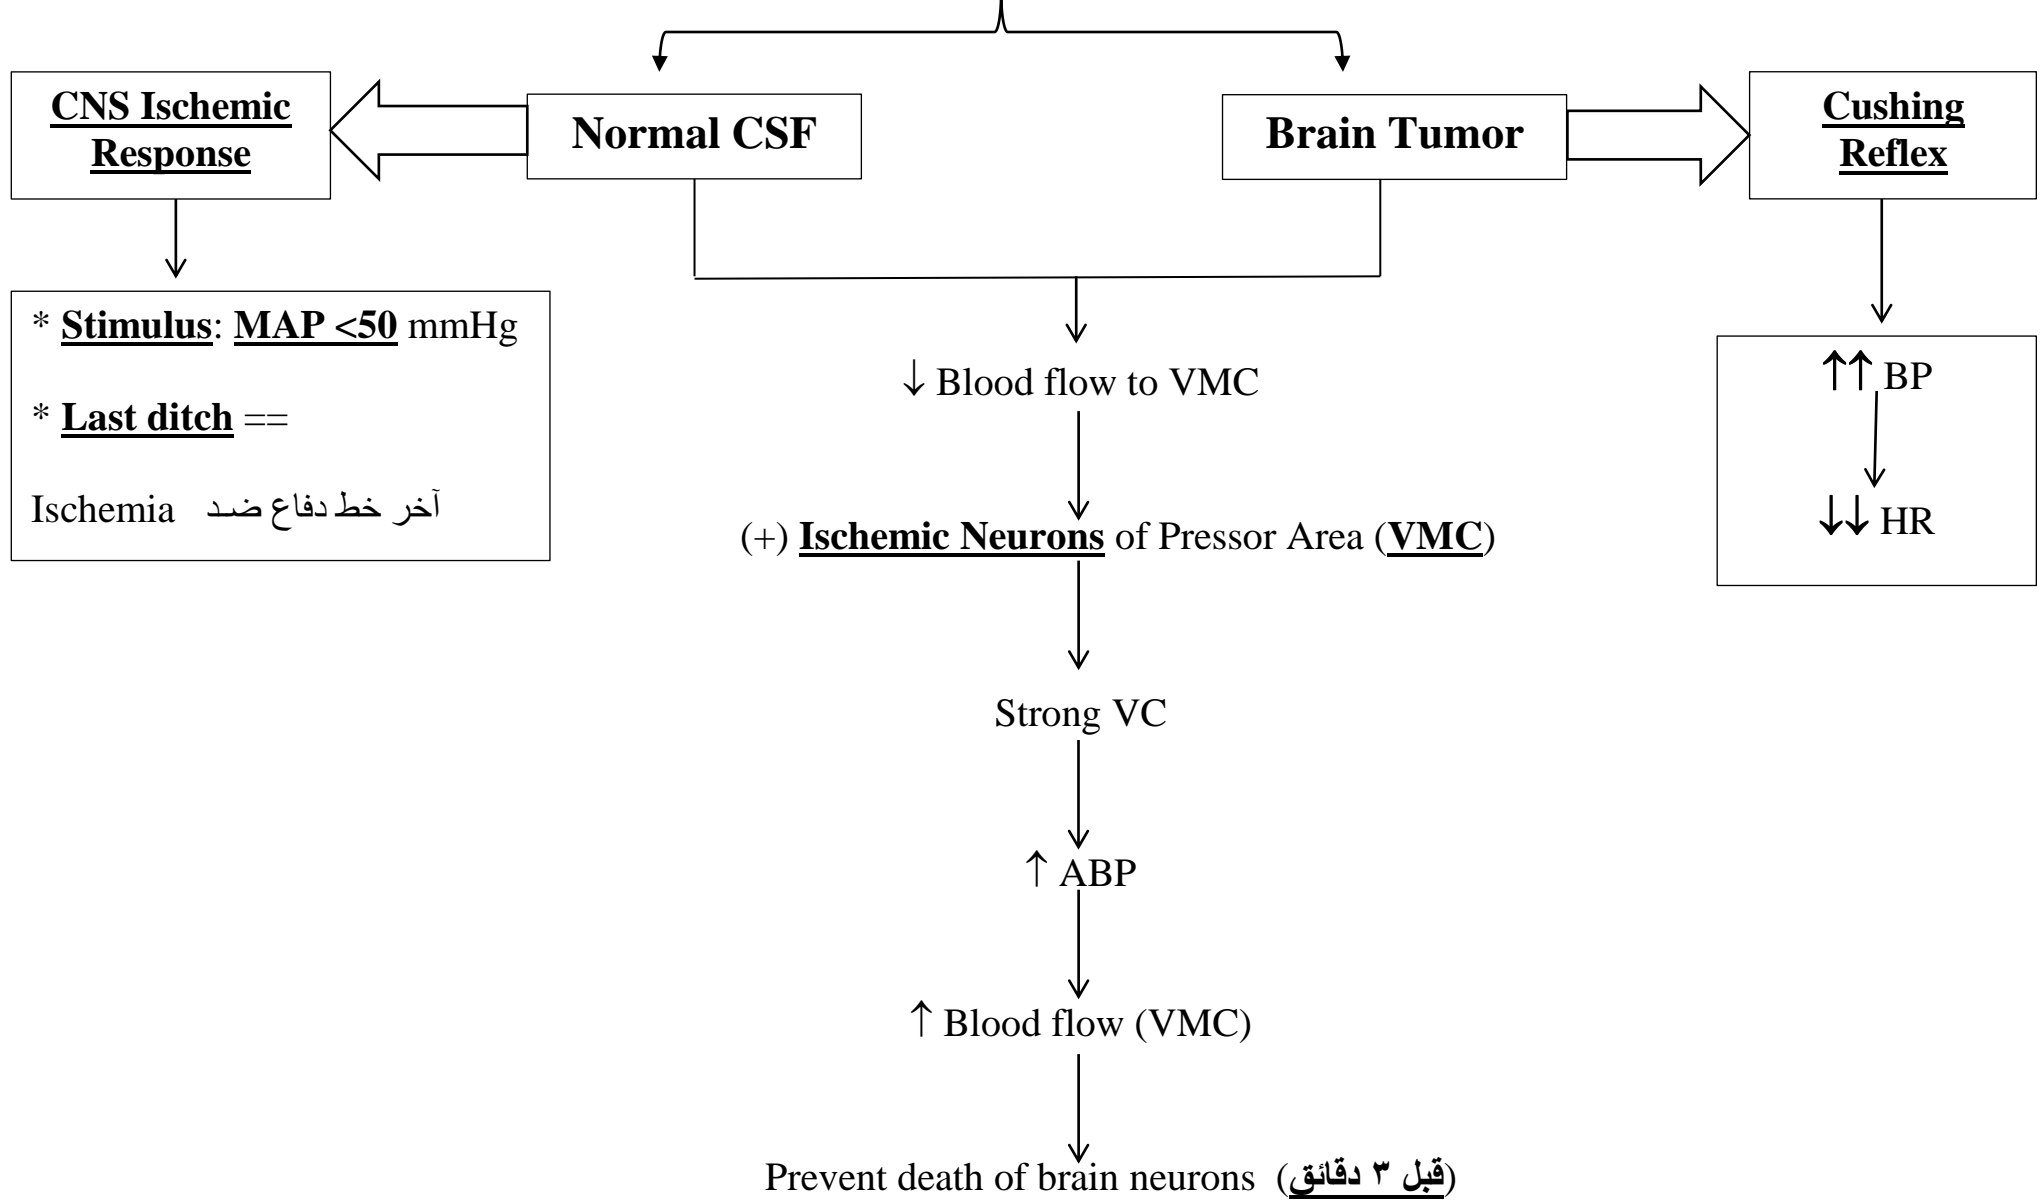 CNS Ischemic
Response
Normal CSF
Brain Tumor
Cushing
Reflex
* Stimulus: MAP <50 mmHg
* Last ditch ==
آخر خط دفاع ضد Ischemia
↓ Blood flow to VMC
(+) Ischemic Neurons of Pressor Area (VMC)
Strong VC
↑ ABP
↑ Blood flow (VMC)
Prevent death of brain neurons (قبل ٣ دقائق)
↑↑ BP
↓↓ HR